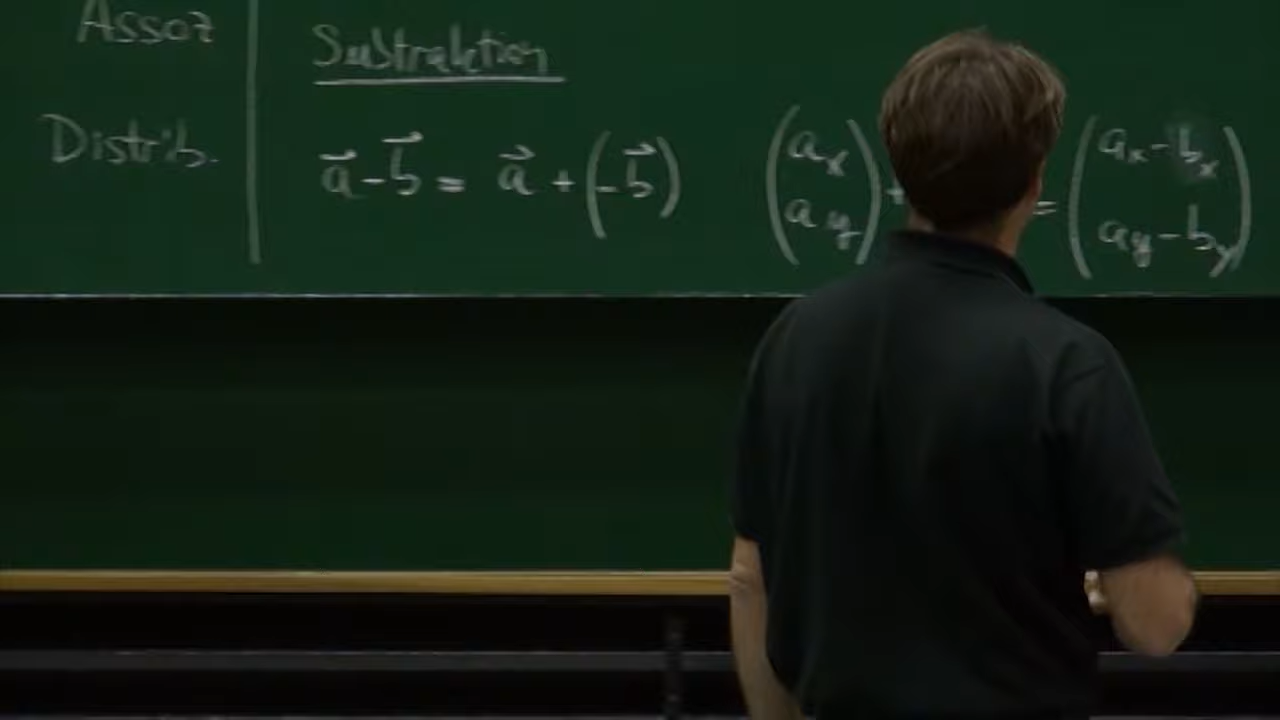 Assoz
Distrib.
Subtraktion
a⃗ - b⃗ = a⃗ + (-b⃗)
(aₓ
a_y) +
= (aₓ - bₓ
a_y - b_y)